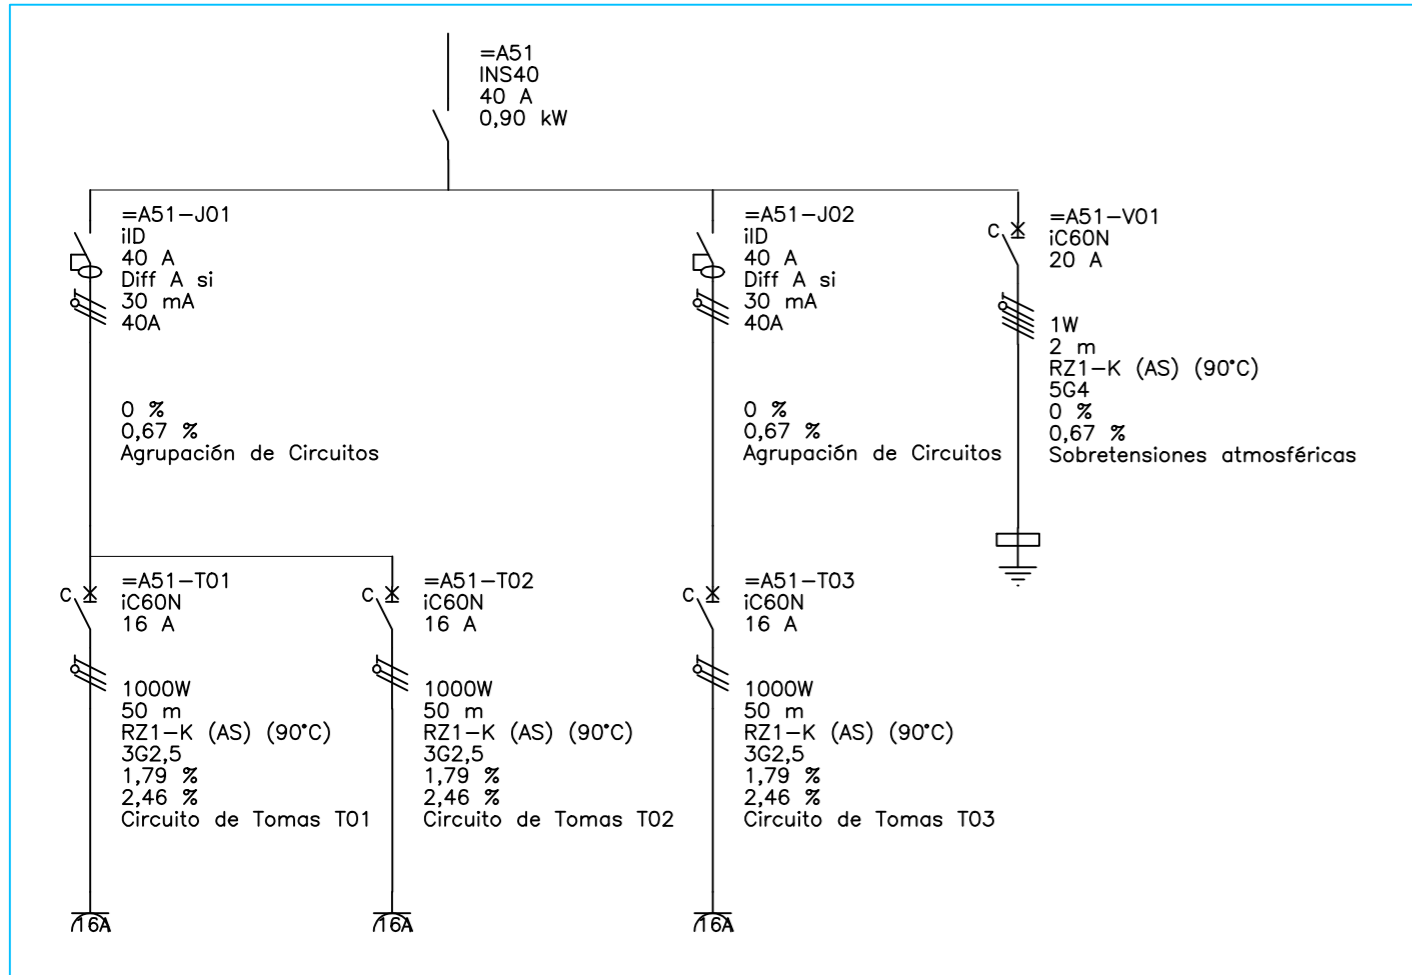 =A51
INS40
40 A
0,90 kW
=A51-J01
iID
40 A
Diff A si
30 mA
40A
0 %
0,67 %
Agrupación de Circuitos
=A51-J02
iID
40 A
Diff A si
30 mA
40A
0 %
0,67 %
Agrupación de Circuitos
C
=A51-V01
iC60N
20 A
1W
2 m
RZ1-K (AS) (90°C)
5G4
0 %
0,67 %
Sobretensiones atmosféricas
C
=A51-T01
iC60N
16 A
1000W
50 m
RZ1-K (AS) (90°C)
3G2,5
1,79 %
2,46 %
Circuito de Tomas T01
16A
C
=A51-T02
iC60N
16 A
1000W
50 m
RZ1-K (AS) (90°C)
3G2,5
1,79 %
2,46 %
Circuito de Tomas T02
16A
C
=A51-T03
iC60N
16 A
1000W
50 m
RZ1-K (AS) (90°C)
3G2,5
1,79 %
2,46 %
Circuito de Tomas T03
16A